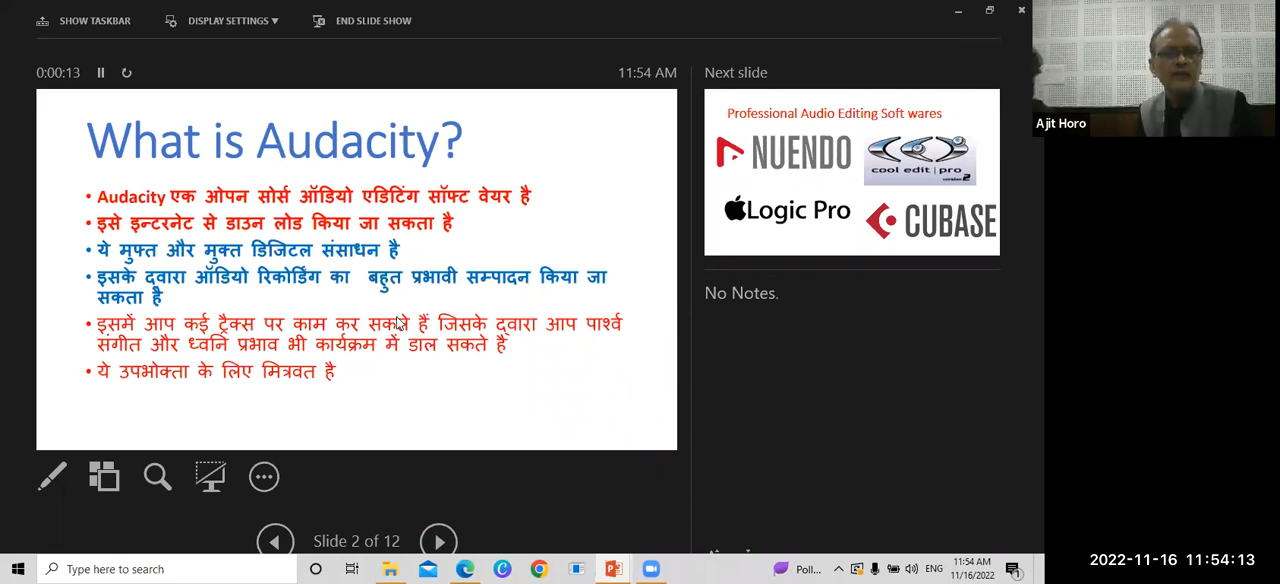 SHOW TASKBAR DISPLAY SETTINGS ▼ END SLIDE SHOW
0:00:13 11:54 AM
What is Audacity?
• Audacity एक ओपन सोर्स ऑडियो एडिटिंग सॉफ्ट वेयर है
• इसे इन्टरनेट से डाउन लोड किया जा सकता है
• ये मुफ्त और मुक्त डिजिटल संसाधन है
• इसके द्वारा ऑडियो रिकोर्डिंग का बहुत प्रभावी सम्पादन किया जा
सकता है
• इसमें आप कई ट्रैक्स पर काम कर सकते हैं जिसके द्वारा आप पार्श्व
संगीत और ध्वनि प्रभाव भी कार्यक्रम में डाल सकते है
• ये उपभोक्ता के लिए मित्रवत है
Slide 2 of 12
Next slide
Professional Audio Editing Soft wares
NUENDO
cool edit pro
version 2
Logic Pro
CUBASE
No Notes.
Ajit Horo
Type here to search
Poll...
ENG
11:54 AM
11/16/2022
1
2022-11-16 11:54:13